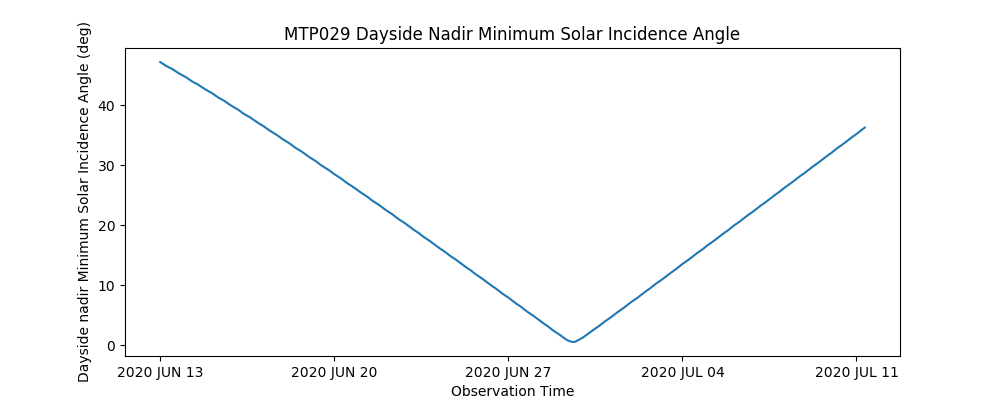 MTP029 Dayside Nadir Minimum Solar Incidence Angle
Dayside nadir Minimum Solar Incidence Angle (deg)
40
30
20
10
0
2020 JUN 13
2020 JUN 20
2020 JUN 27
2020 JUL 04
2020 JUL 11
Observation Time